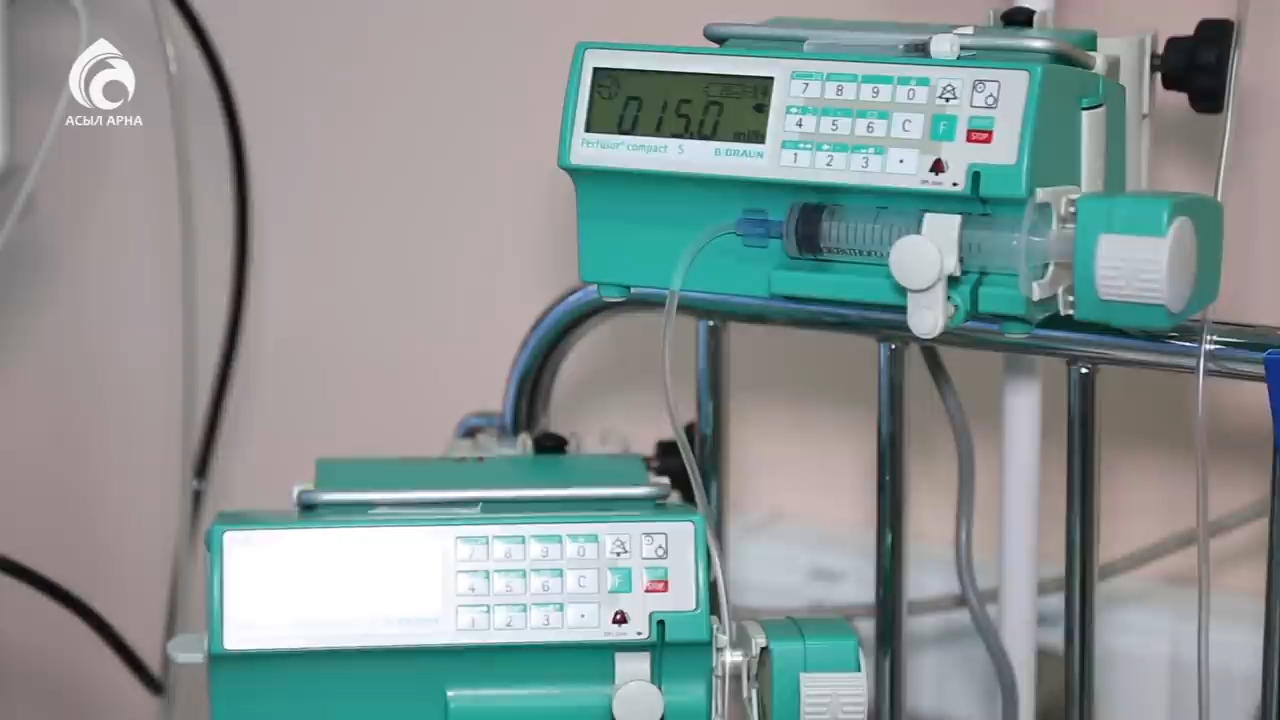 АСЫЛ АРНА
015.0
Perfusor® compact S
B BRAUN
7 8 9 0
4 5 6 C F STOP
1 2 3 .
7 8 9 0
4 5 6 C F STOP
1 2 3 .